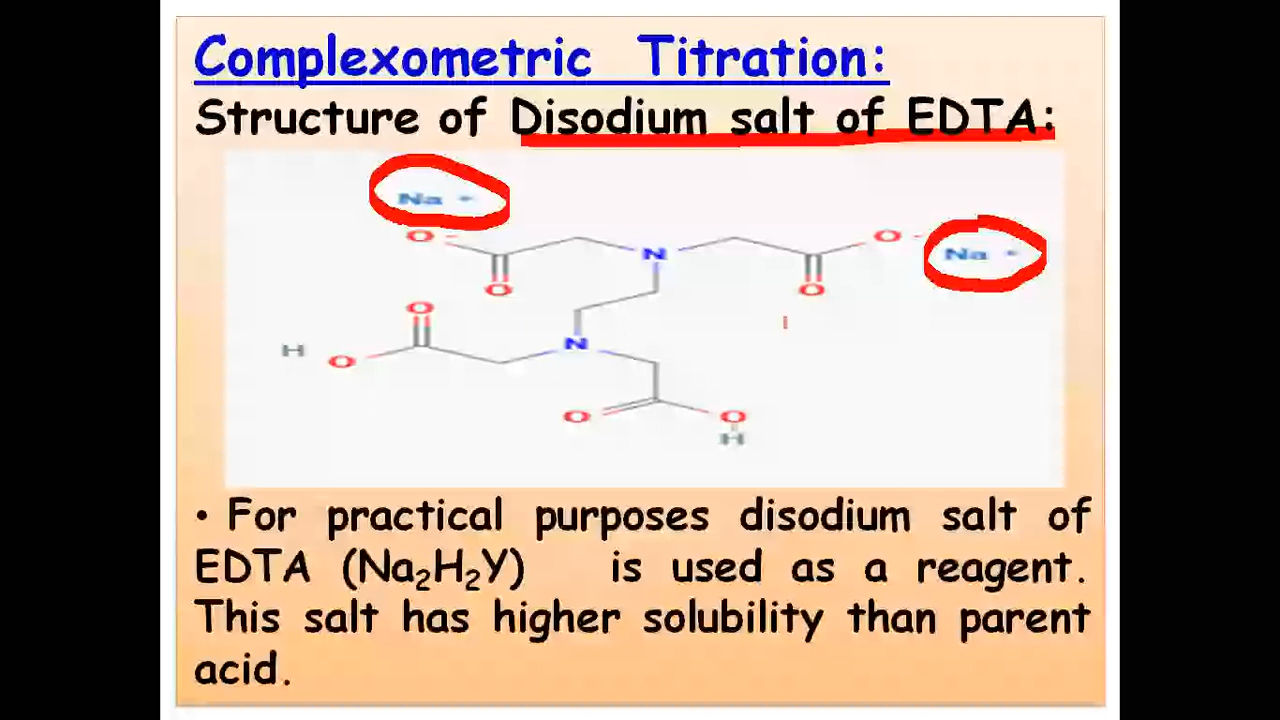 Complexometric Titration:
Structure of Disodium salt of EDTA:
Na +
O -
O - Na +
N
O
O
O
H O
N
O
O
H
• For practical purposes disodium salt of
EDTA (Na₂H₂Y) is used as a reagent.
This salt has higher solubility than parent
acid.